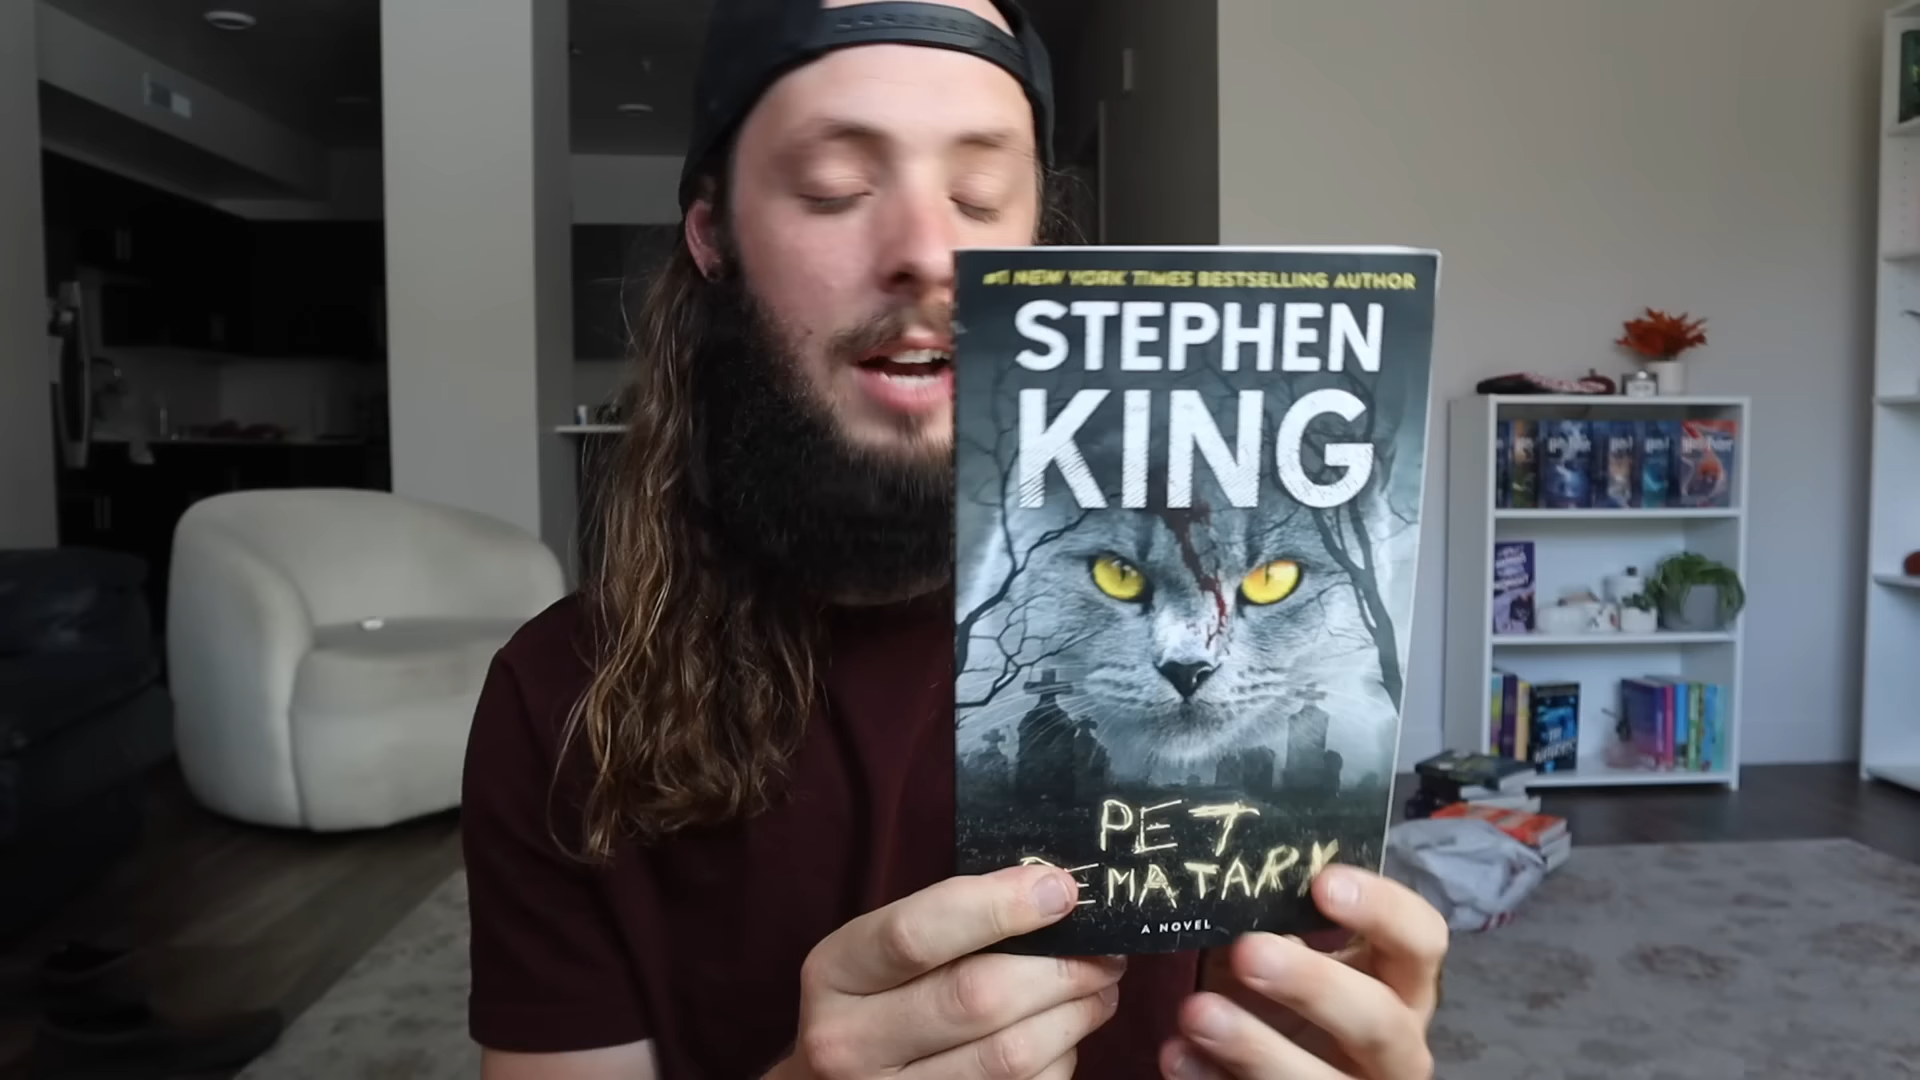 #1 NEW YORK TIMES BESTSELLING AUTHOR
STEPHEN
KING
PET
SEMATARY
A NOVEL